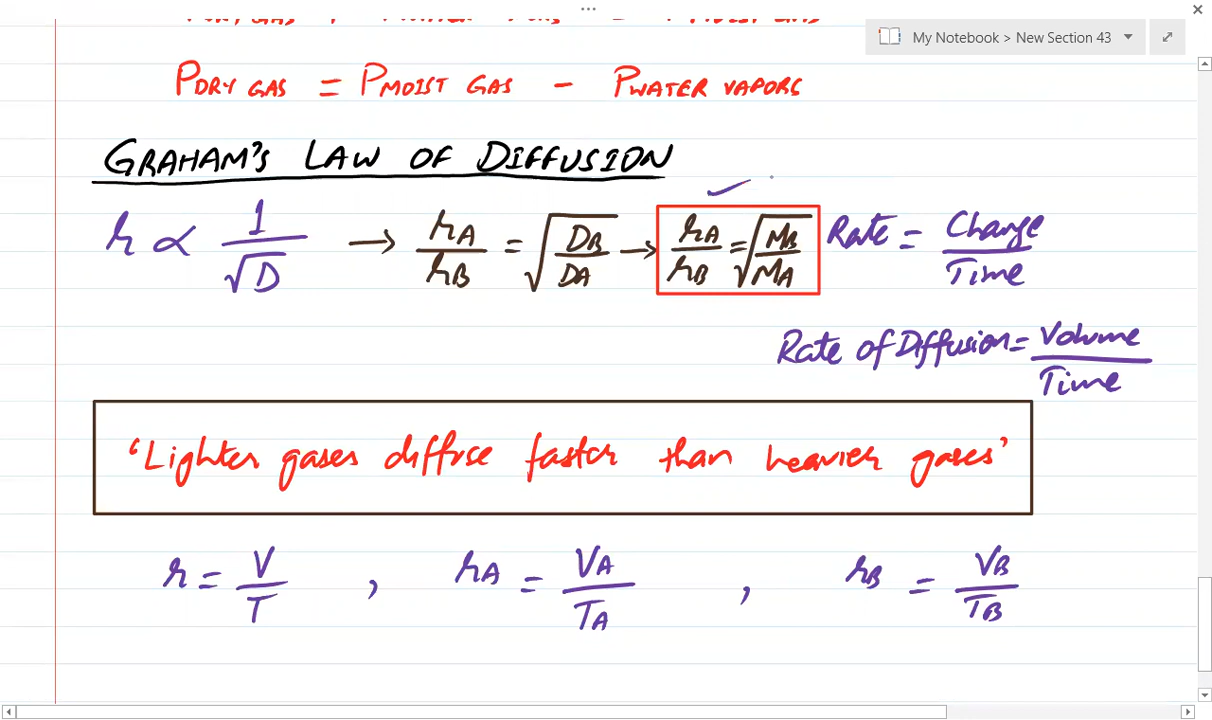 My Notebook > New Section 43
PDRY GAS = PMOIST GAS - PWATER VAPORS
GRAHAM'S LAW OF DIFFUSION
r ∝ 1/√D → rA/rB = √(DB/DA) → rA/rB = √(MB/MA) Rate = Change/Time
Rate of Diffusion = Volume/Time
'Lighter gases diffuse faster than heavier gases'
r = V/T , rA = VA/TA , rB = VB/TB